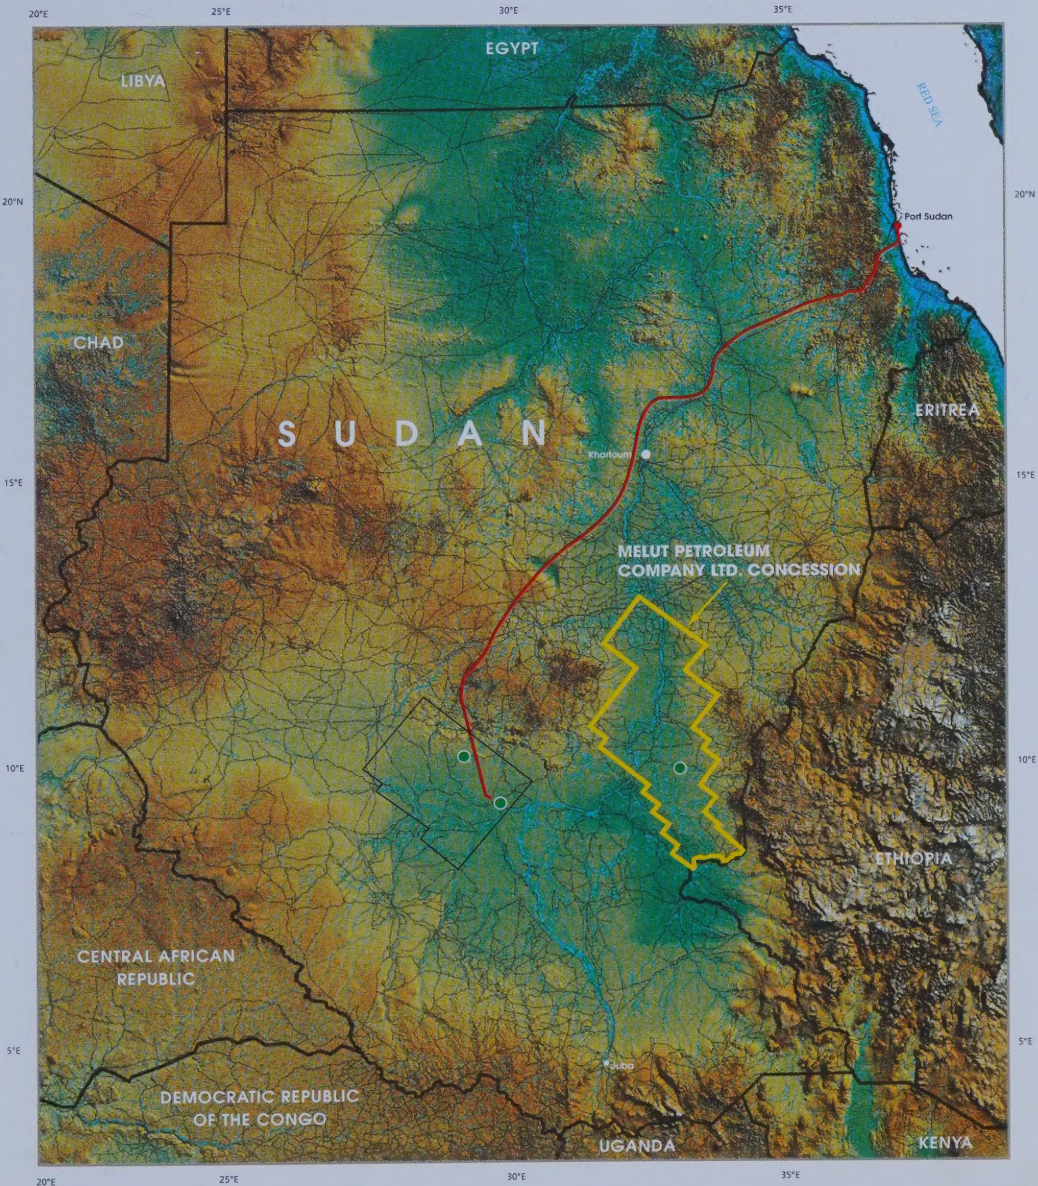 20°E
25°E
30°E
35°E
EGYPT
LIBYA
RED SEA
20°N
20°N
Port Sudan
CHAD
ERITREA
SUDAN
Khartoum
15°E
15°E
MELUT PETROLEUM
COMPANY LTD. CONCESSION
10°E
10°E
ETHIOPIA
CENTRAL AFRICAN
REPUBLIC
5°E
5°E
Juba
DEMOCRATIC REPUBLIC
OF THE CONGO
UGANDA
KENYA
20°E
25°E
30°E
35°E